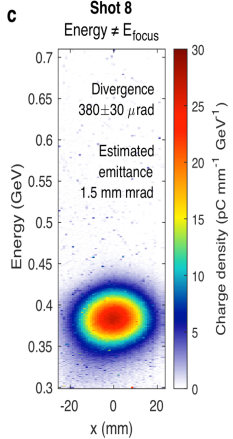 c
Shot 8
Energy ≠ E_focus
Divergence
380±30 μrad
Estimated
emittance
1.5 mm mrad
0.7
0.65
0.6
0.55
0.5
0.45
0.4
0.35
0.3
Energy (GeV)
-20 0 20
x (mm)
30
25
20
15
10
5
0
Charge density (pC mm⁻¹ GeV⁻¹)